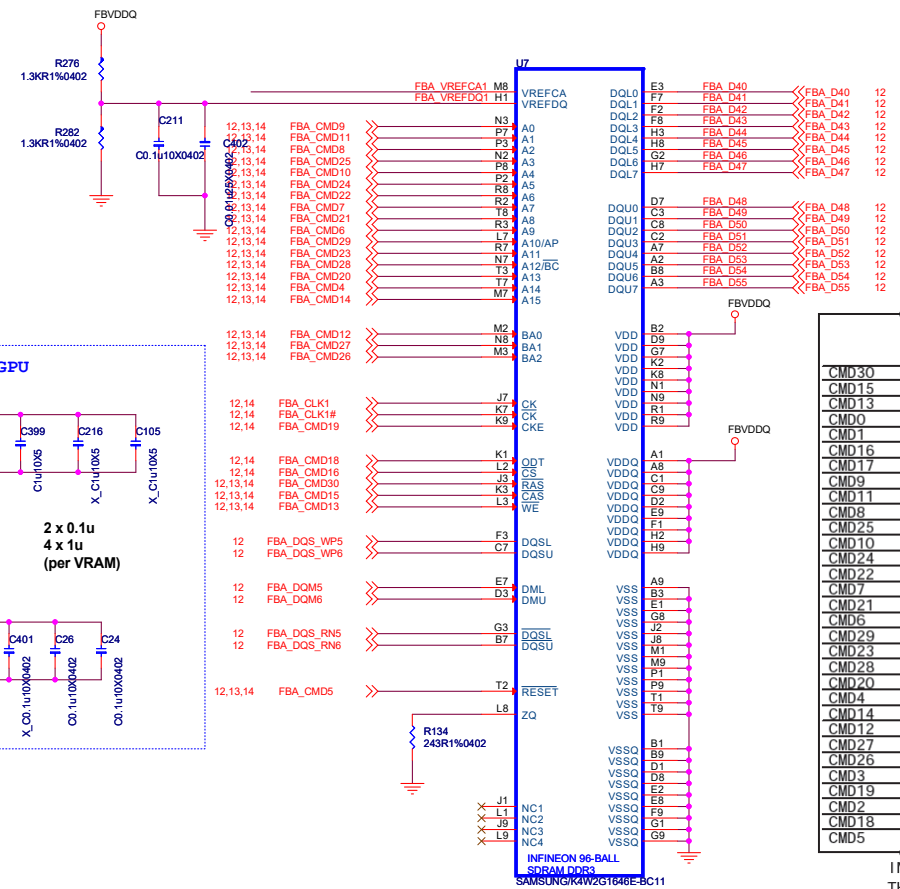 FBVDDQ
R276
1.3KR1%0402
R282
1.3KR1%0402
C211
C0.1u10X0402
C402
C0.01u25X0402
U7
FBA_VREFCA1 M8 VREFCA
FBA_VREFDQ1 H1 VREFDQ
12,13,14 FBA_CMD9 N3 A0
12,13,14 FBA_CMD11 P7 A1
12,13,14 FBA_CMD8 P3 A2
12,13,14 FBA_CMD25 N2 A3
12,13,14 FBA_CMD10 P8 A4
12,13,14 FBA_CMD24 P2 A5
12,13,14 FBA_CMD22 R8 A6
12,13,14 FBA_CMD7 R2 A7
12,13,14 FBA_CMD21 T8 A8
12,13,14 FBA_CMD6 R3 A9
12,13,14 FBA_CMD29 L7 A10/AP
12,13,14 FBA_CMD23 R7 A11
12,13,14 FBA_CMD28 N7 A12/BC
12,13,14 FBA_CMD20 T3 A13
12,13,14 FBA_CMD4 T7 A14
12,13,14 FBA_CMD14 M7 A15
12,13,14 FBA_CMD12 M2 BA0
12,13,14 FBA_CMD27 N8 BA1
12,13,14 FBA_CMD26 M3 BA2
12,14 FBA_CLK1 J7 CK
12,14 FBA_CLK1# K7 CK
12,14 FBA_CMD19 K9 CKE
12,14 FBA_CMD18 K1 ODT
12,14 FBA_CMD16 L2 CS
12,13,14 FBA_CMD30 J3 RAS
12,13,14 FBA_CMD15 K3 CAS
12,13,14 FBA_CMD13 L3 WE
12 FBA_DQS_WP5 F3 DQSL
12 FBA_DQS_WP6 C7 DQSU
12 FBA_DQM5 E7 DML
12 FBA_DQM6 D3 DMU
12 FBA_DQS_RN5 G3 DQSL
12 FBA_DQS_RN6 B7 DQSU
12,13,14 FBA_CMD5 T2 RESET
L8 ZQ
R134
243R1%0402
J1 NC1
L1 NC2
J9 NC3
L9 NC4
DQL0 E3 FBA_D40 FBA_D40 12
DQL1 F7 FBA_D41 FBA_D41 12
DQL2 F2 FBA_D42 FBA_D42 12
DQL3 F8 FBA_D43 FBA_D43 12
DQL4 H3 FBA_D44 FBA_D44 12
DQL5 H8 FBA_D45 FBA_D45 12
DQL6 G2 FBA_D46 FBA_D46 12
DQL7 H7 FBA_D47 FBA_D47 12
DQU0 D7 FBA_D48 FBA_D48 12
DQU1 C3 FBA_D49 FBA_D49 12
DQU2 C8 FBA_D50 FBA_D50 12
DQU3 C2 FBA_D51 FBA_D51 12
DQU4 A7 FBA_D52 FBA_D52 12
DQU5 A2 FBA_D53 FBA_D53 12
DQU6 B8 FBA_D54 FBA_D54 12
DQU7 A3 FBA_D55 FBA_D55 12
FBVDDQ
VDD B2
VDD D9
VDD G7
VDD K2
VDD K8
VDD N1
VDD N9
VDD R1
VDD R9
FBVDDQ
VDDQ A1
VDDQ A8
VDDQ C1
VDDQ C9
VDDQ D2
VDDQ E9
VDDQ F1
VDDQ H2
VDDQ H9
VSS A9
VSS B3
VSS E1
VSS G8
VSS J2
VSS J8
VSS M1
VSS M9
VSS P1
VSS P9
VSS T1
VSS T9
VSSQ B1
VSSQ B9
VSSQ D1
VSSQ D8
VSSQ E2
VSSQ E8
VSSQ F9
VSSQ G1
VSSQ G9
INFINEON 96-BALL
SDRAM DDR3
SAMSUNG/K4W2G1646E-BC11
GPU
C399
C1u10X5
C216
X_C1u10X5
C105
X_C1u10X5
2 x 0.1u
4 x 1u
(per VRAM)
C401
X_C0.1u10X0402
C26
C0.1u10X0402
C24
C0.1u10X0402
CMD30
CMD15
CMD13
CMD0
CMD1
CMD16
CMD17
CMD9
CMD11
CMD8
CMD25
CMD10
CMD24
CMD22
CMD7
CMD21
CMD6
CMD29
CMD23
CMD28
CMD20
CMD4
CMD14
CMD12
CMD27
CMD26
CMD3
CMD19
CMD2
CMD18
CMD5